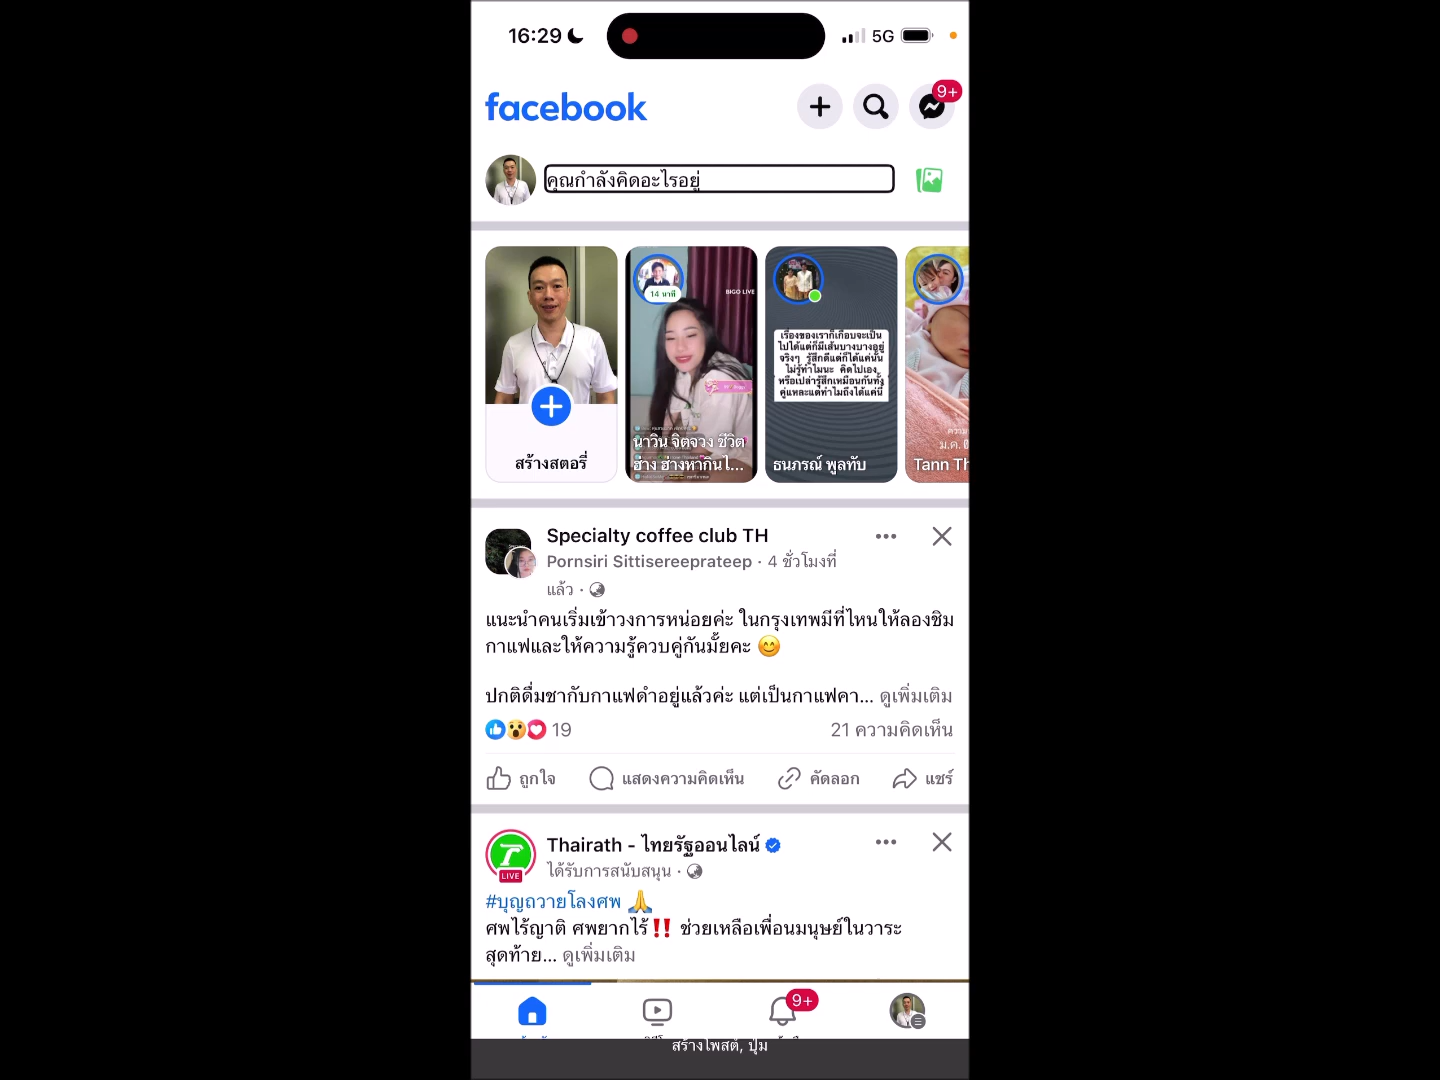 16:29
5G
facebook
9+
คุณกำลังคิดอะไรอยู่
14 นาที
BIGO LIVE
เรื่องของเราก็เกือบจะเป็น
ไปได้แต่ก็มีเส้นบางบางอยู่
จริงๆ รู้สึกดีแต่ก็ได้แค่นั้น
ไม่รู้ทำไมนะ คิดไปเอง
หรือเปล่ารู้สึกเหมือนกันทั้ง
คู่แหละแต่ทำไมถึงได้แค่นี้
สร้างสตอรี่
นาวิน จิตจวง ชีวิต
ฮ่าง ฮ่างหากินไ...
ธนภรณ์ พูลทับ
ม.ค.
Tann Th
Specialty coffee club TH
Pornsiri Sittisereeprateep · 4 ชั่วโมงที่
แล้ว ·
แนะนำคนเริ่มเข้าวงการหน่อยค่ะ ในกรุงเทพมีที่ไหนให้ลองชิม
กาแฟและให้ความรู้ควบคู่กันมั้ยคะ 😊
ปกติดื่มชากับกาแฟดำอยู่แล้วค่ะ แต่เป็นกาแฟคา... ดูเพิ่มเติม
19
21 ความคิดเห็น
ถูกใจ
แสดงความคิดเห็น
คัดลอก
แชร์
Thairath - ไทยรัฐออนไลน์
ได้รับการสนับสนุน ·
LIVE
#บุญถวายโลงศพ 🙏
ศพไร้ญาติ ศพยากไร้‼️ ช่วยเหลือเพื่อนมนุษย์ในวาระ
สุดท้าย... ดูเพิ่มเติม
9+
สร้างโพสต์, ปุ่ม